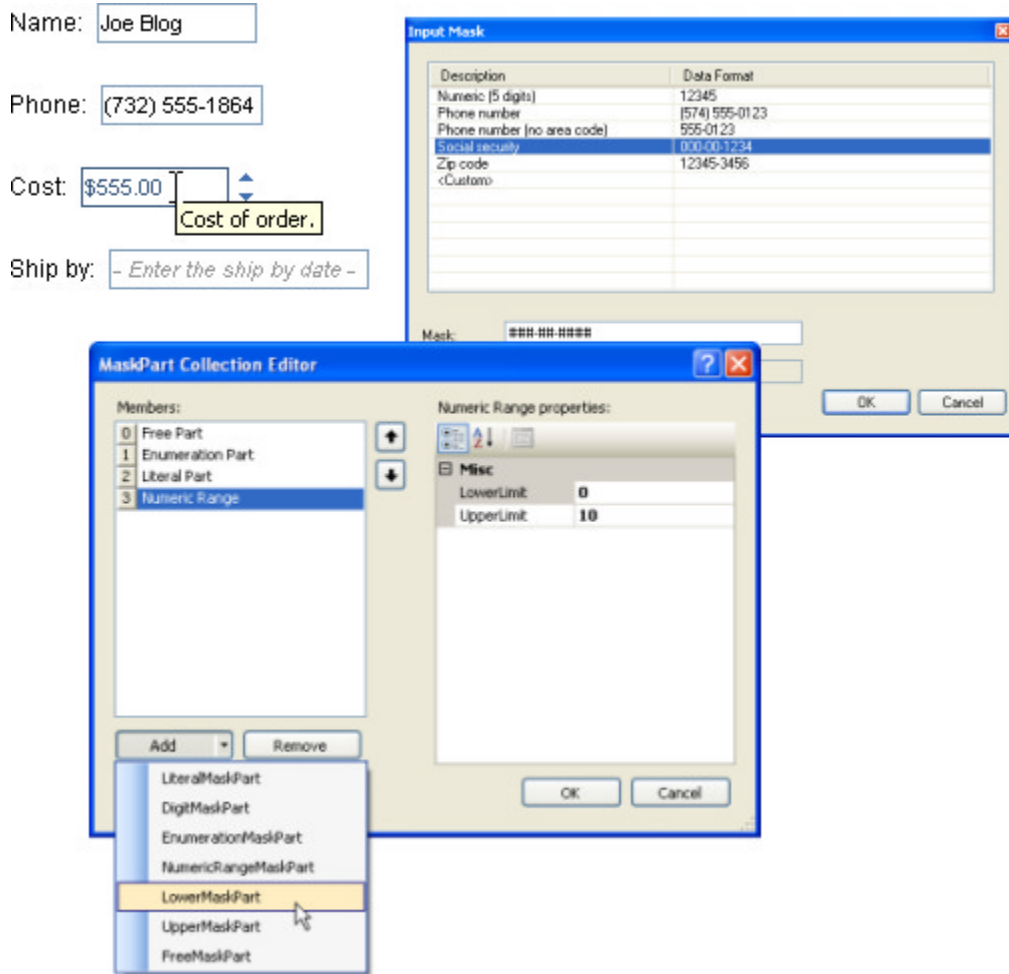 Name: Joe Blog
Phone: (732) 555-1864
Cost: $555.00
Cost of order.
Ship by: - Enter the ship by date -
Input Mask
Description Data Format
Numeric (5 digits) 12345
Phone number (574) 555-0123
Phone number (no area code) 555-0123
Social security 000-00-1234
Zip code 12345-3456
<Custom>
Mask: ###-##-####
OK Cancel
MaskPart Collection Editor
Members:
0 Free Part
1 Enumeration Part
2 Literal Part
3 Numeric Range
Add Remove
Numeric Range properties:
Misc
LowerLimit 0
UpperLimit 10
OK Cancel
LiteralMaskPart
DigitMaskPart
EnumerationMaskPart
NumericRangeMaskPart
LowerMaskPart
UpperMaskPart
FreeMaskPart